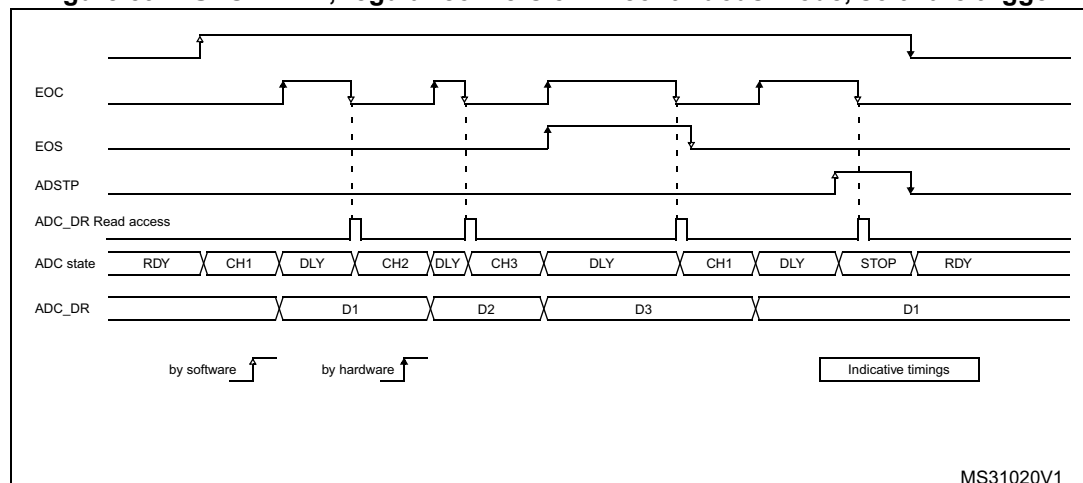 EOC
EOS
ADSTP
ADC_DR Read access
ADC state RDY CH1 DLY CH2 DLY CH3 DLY CH1 DLY STOP RDY
ADC_DR D1 D2 D3 D1
by software by hardware Indicative timings
MS31020V1